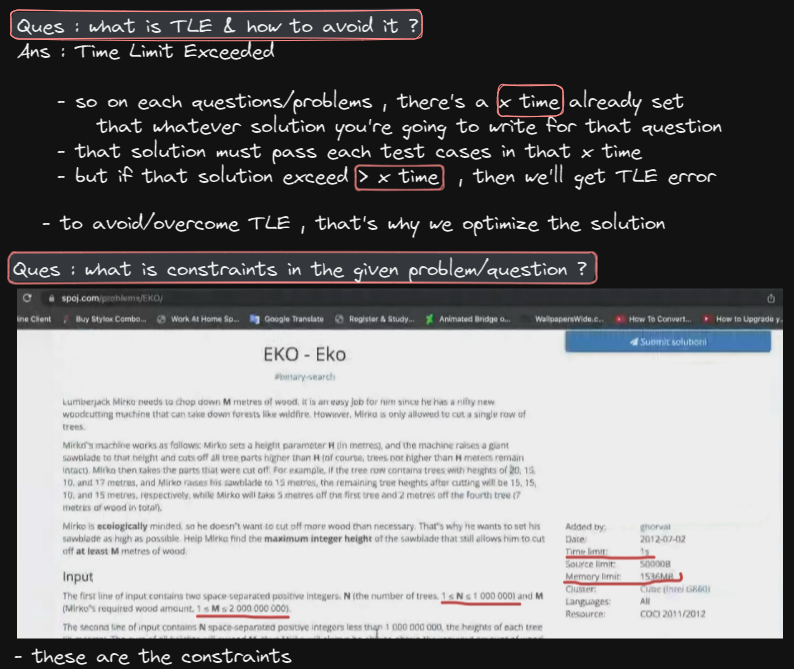 Ques : what is TLE & how to avoid it ?
Ans : Time Limit Exceeded
- so on each questions/problems , there's a x time already set
that whatever solution you're going to write for that question
- that solution must pass each test cases in that x time
- but if that solution exceed > x time , then we'll get TLE error
- to avoid/overcome TLE , that's why we optimize the solution
Ques : what is constraints in the given problem/question ?
spoj.com/problems/EKO/
ine Client Buy Stylox Combo... Work At Home Sp... Google Translate Register & Study... Animated Bridge o... WallpapersWide.c... How To Convert... How to Upgrade y
EKO - Eko
Submit solution!
#binary-search
Lumberjack Mirko needs to chop down M metres of wood. It is an easy job for him since he has a nifty new
woodcutting machine that can take down forests like wildfire. However, Mirko is only allowed to cut a single row of
trees.
Mirko"s machine works as follows: Mirko sets a height parameter H (in metres), and the machine raises a giant
sawblade to that height and cuts off all tree parts higher than H (of course, trees not higher than H meters remain
intact). Mirko then takes the parts that were cut off. For example, if the tree row contains trees with heights of 20, 15,
10, and 17 metres, and Mirko raises his sawblade to 15 metres, the remaining tree heights after cutting will be 15, 15,
10, and 15 metres, respectively, while Mirko will take 5 metres off the first tree and 2 metres off the fourth tree (7
metres of wood in total).
Mirko is ecologically minded, so he doesn"t want to cut off more wood than necessary. That"s why he wants to set his
sawblade as high as possible. Help Mirko find the maximum integer height of the sawblade that still allows him to cut
off at least M metres of wood.
Added by: 
Date: 2012-07-02
Time limit: 1s
Source limit: 50000B
Memory limit: 1536MB
Cluster: Cube (Intel G860)
Languages: All
Resource: COCI 2011/2012
Input
The first line of input contains two space-separated positive integers, N (the number of trees, 1 ≤ N ≤ 1 000 000) and M
(Mirko"s required wood amount, 1 ≤ M ≤ 2 000 000 000).
The second line of input contains N space-separated positive integers less than 1 000 000 000, the heights of each tree
- these are the constraints